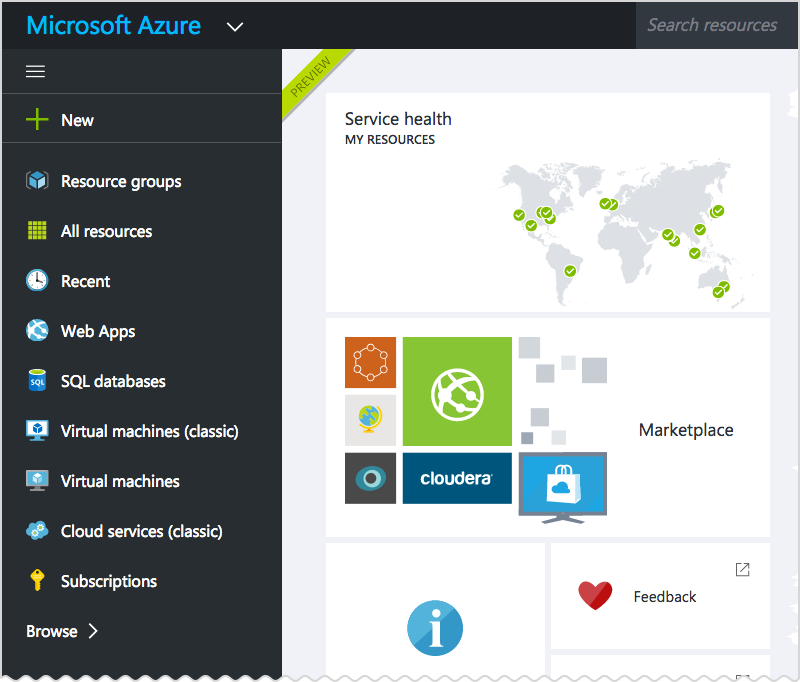 Microsoft Azure
Search resources
PREVIEW
New
Resource groups
All resources
Recent
Web Apps
SQL
SQL databases
Virtual machines (classic)
Virtual machines
Cloud services (classic)
Subscriptions
Browse
Service health
MY RESOURCES
cloudera
Marketplace
i
Feedback